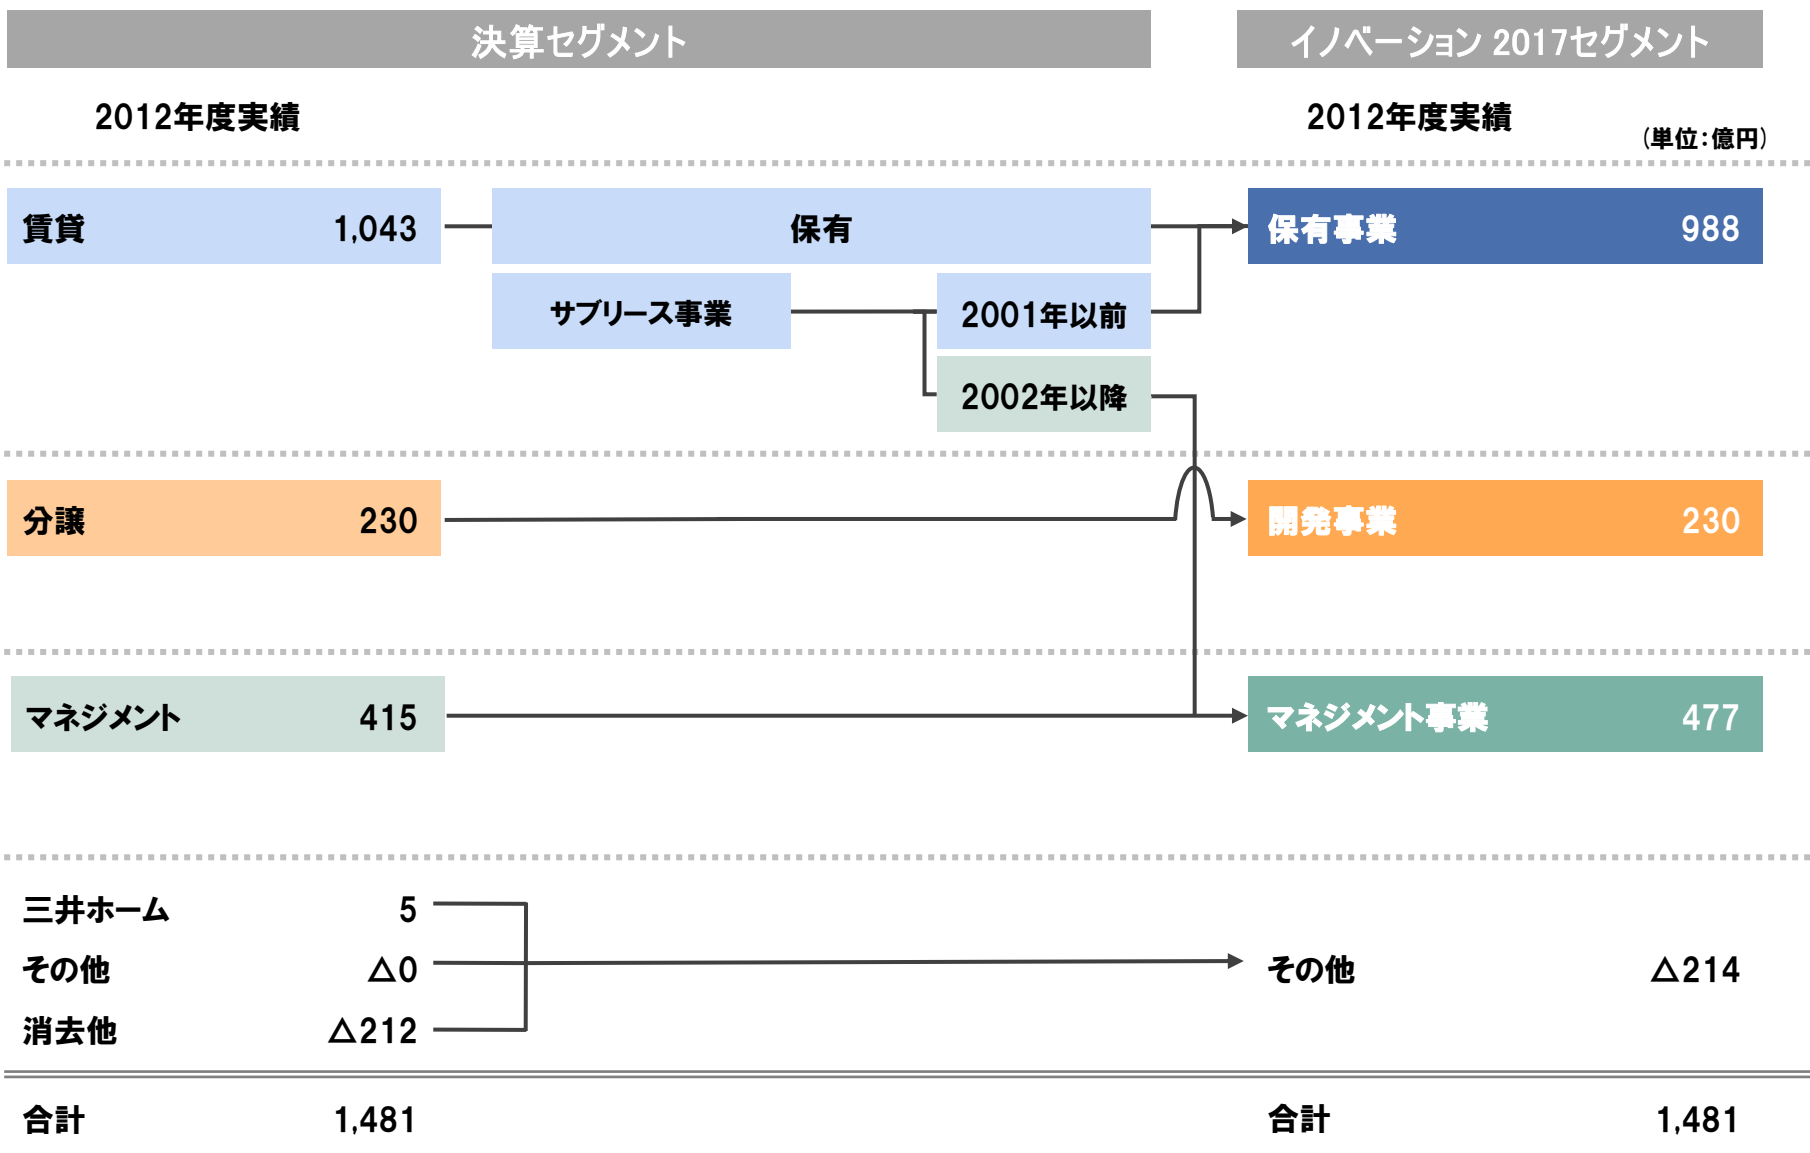 決算セグメント
イノベーション 2017セグメント
2012年度実績
2012年度実績
(単位:億円)
賃貸 1,043
保有
保有事業 988
サブリース事業
2001年以前
2002年以降
分譲 230
開発事業 230
マネジメント 415
マネジメント事業 477
三井ホーム 5
その他 △0
その他 △214
消去他 △212
合計 1,481
合計 1,481